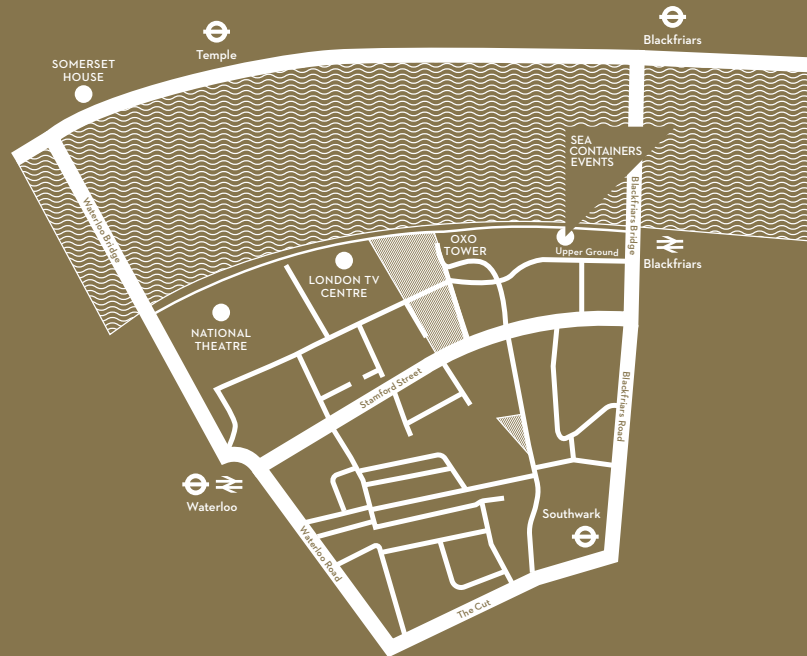 Blackfriars
Temple
SOMERSET
HOUSE
SEA
CONTAINERS
EVENTS
Waterloo Bridge
Blackfriars Bridge
OXO
TOWER
Upper Ground
Blackfriars
LONDON TV
CENTRE
NATIONAL
THEATRE
Stamford Street
Blackfriars Road
Waterloo
Southwark
Waterloo Road
The Cut